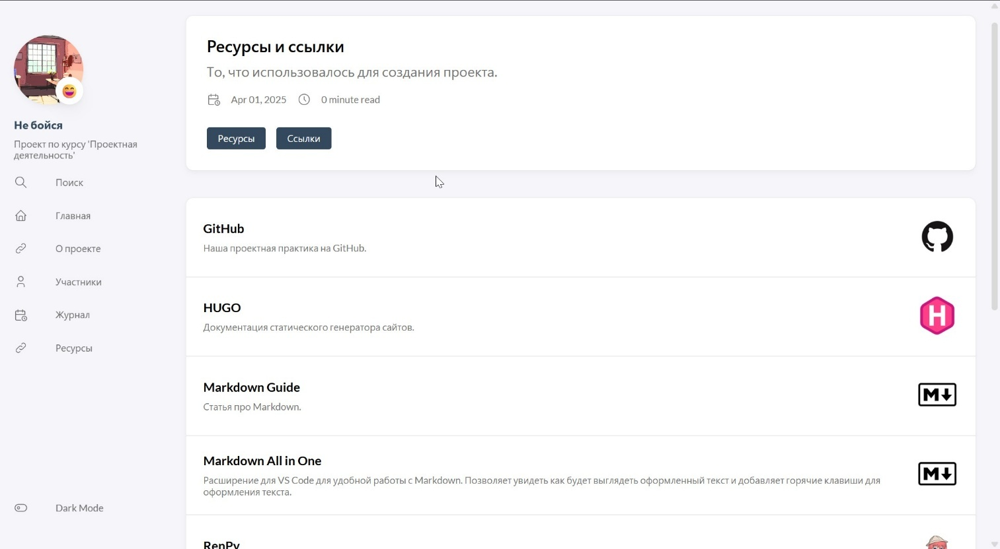 Не бойся
Проект по курсу 'Проектная
деятельность'
Поиск
Главная
О проекте
Участники
Журнал
Ресурсы
Dark Mode
Ресурсы и ссылки
То, что использовалось для создания проекта.
Apr 01, 2025 0 minute read
Ресурсы Ссылки
GitHub
Наша проектная практика на GitHub.
HUGO
Документация статического генератора сайтов.
H
Markdown Guide
Статья про Markdown.
M
Markdown All in One
Расширение для VS Code для удобной работы с Markdown. Позволяет увидеть как будет выглядеть оформленный текст и добавляет горячие клавиши для
оформления текста.
M
RenPy